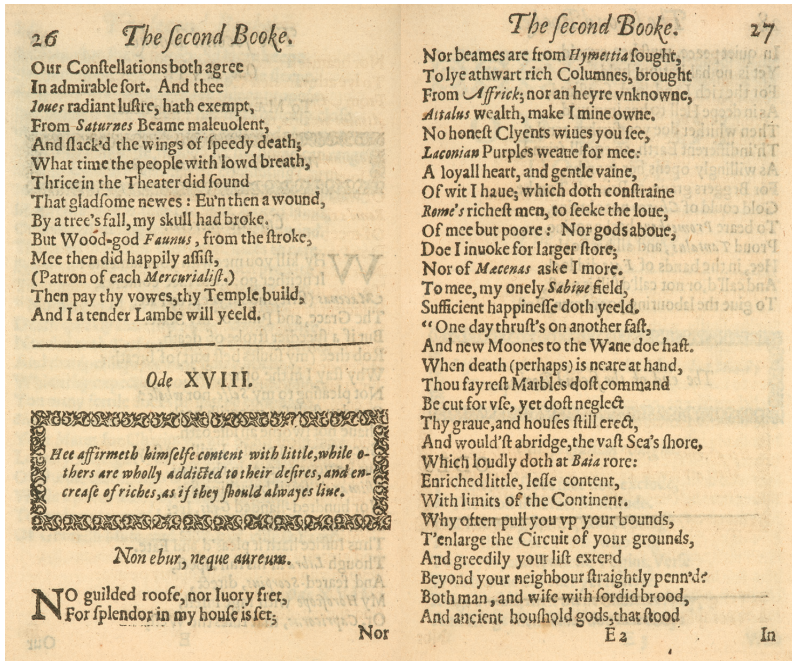 26 The ſecond Booke.
Our Conſtellations both agree
In admirable ſort. And thee
Ioues radiant luſtre, hath exempt,
From Saturnes Beame maleuolent,
And ſlack'd the wings of ſpeedy death;
What time the people with lowd breath,
Thrice in the Theater did ſound
That gladſome newes : Eu'n then a wound,
By a tree's fall, my skull had broke.
But Wood-god Faunus, from the ſtroke,
Mee then did happily aſſiſt,
(Patron of each Mercurialiſt.)
Then pay thy vowes, thy Temple build,
And I a tender Lambe will yeeld.
Ode XVIII.
Hee affirmeth himſelfe content with little, while o-
thers are wholly addicted to their deſires, and en-
creaſe of riches, as if they ſhould alwayes liue.
Non ebur, neque aureum.
NO guilded roofe, nor Iuory fret,
For ſplendor in my houſe is ſet;
Nor
The ſecond Booke. 27
Nor beames are from Hymettia ſought,
To lye athwart rich Columnes, brought
From Affrick; nor an heyre vnknowne,
Attalus wealth, make I mine owne.
No honeſt Clyents wiues you ſee,
Laconian Purples weaue for mee:
A loyall heart, and gentle vaine,
Of wit I haue; which doth conſtraine
Rome's richeſt men, to ſeeke the loue,
Of mee but poore : Nor gods aboue,
Doe I inuoke for larger ſtore;
Nor of Mecenas aske I more.
To mee, my onely Sabine field,
Sufficient happineſſe doth yeeld.
“ One day thruſt's on another faſt,
And new Moones to the Wane doe haſt.
When death (perhaps) is neare at hand,
Thou fayreſt Marbles doſt command
Be cut for vſe, yet doſt neglect
Thy graue, and houſes ſtill erect,
And would'ſt abridge, the vaſt Sea's ſhore,
Which loudly doth at Baia rore:
Enriched little, leſſe content,
With limits of the Continent.
Why often pull you vp your bounds,
T'enlarge the Circuit of your grounds,
And greedily your liſt extend
Beyond your neighbour ſtraightly penn'd?
Both man, and wife with ſordid brood,
And ancient houſhold gods, that ſtood
E 2 In